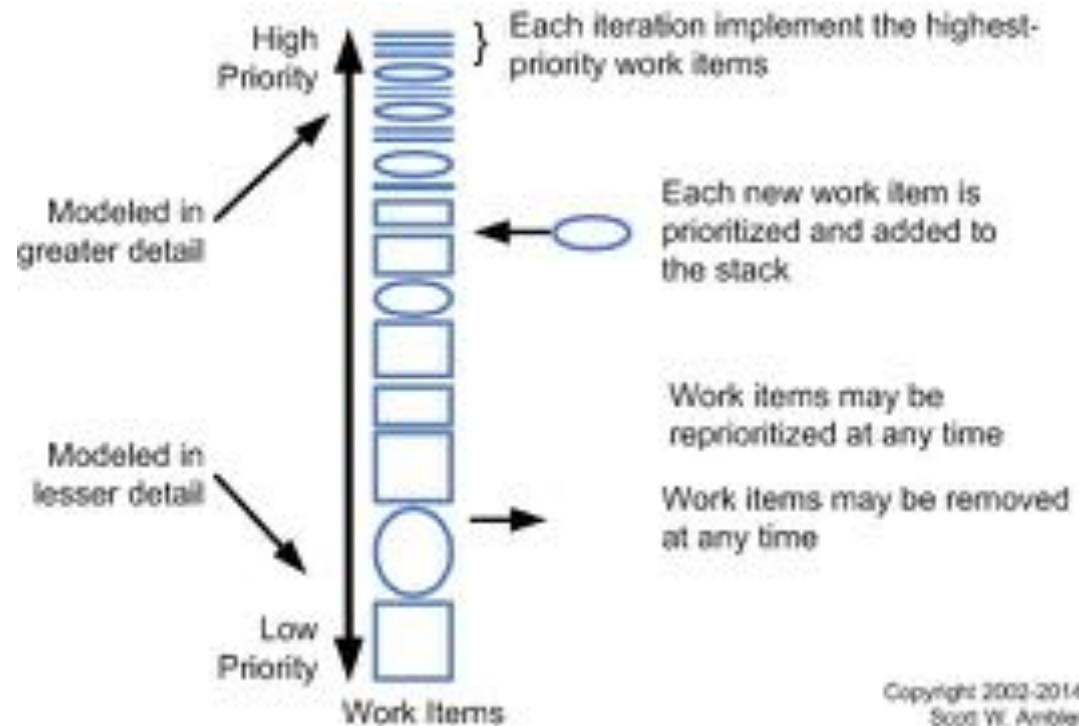 High
Priority
Each iteration implement the highest-
priority work items
Modeled in
greater detail
Each new work item is
prioritized and added to
the stack
Work items may be
reprioritized at any time
Modeled in
lesser detail
Work items may be removed
at any time
Low
Priority
Work Items
Copyright 2002-2014
Scott W. Ambler